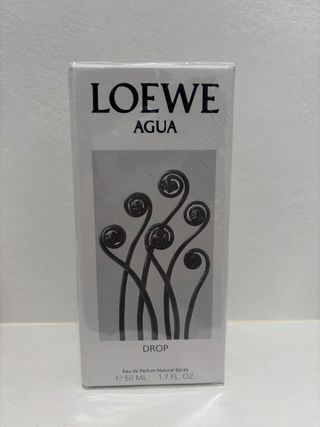 LOEWE
AGUA
DROP
Eau de Parfum Natural Spray
℮ 50 ML 1.7 FL. OZ.